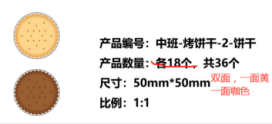 产品编号：中班-烤饼干-2-饼干
产品数量：各18个，共36个
尺寸：50mm*50mm
双面，一面黄
一面咖色
比例：1:1